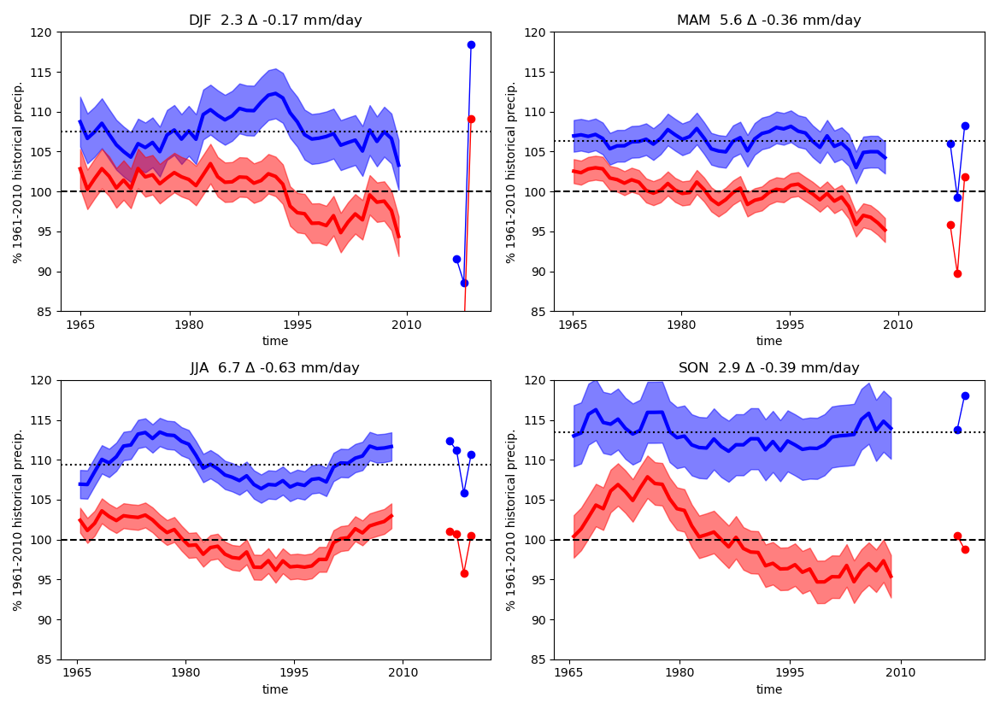 DJF  2.3 Δ -0.17 mm/day
120
115
110
105
100
95
90
85
% 1961-2010 historical precip.
1965 1980 1995 2010
time
MAM  5.6 Δ -0.36 mm/day
120
115
110
105
100
95
90
85
% 1961-2010 historical precip.
1965 1980 1995 2010
time
JJA  6.7 Δ -0.63 mm/day
120
115
110
105
100
95
90
85
% 1961-2010 historical precip.
1965 1980 1995 2010
time
SON  2.9 Δ -0.39 mm/day
120
115
110
105
100
95
90
85
% 1961-2010 historical precip.
1965 1980 1995 2010
time